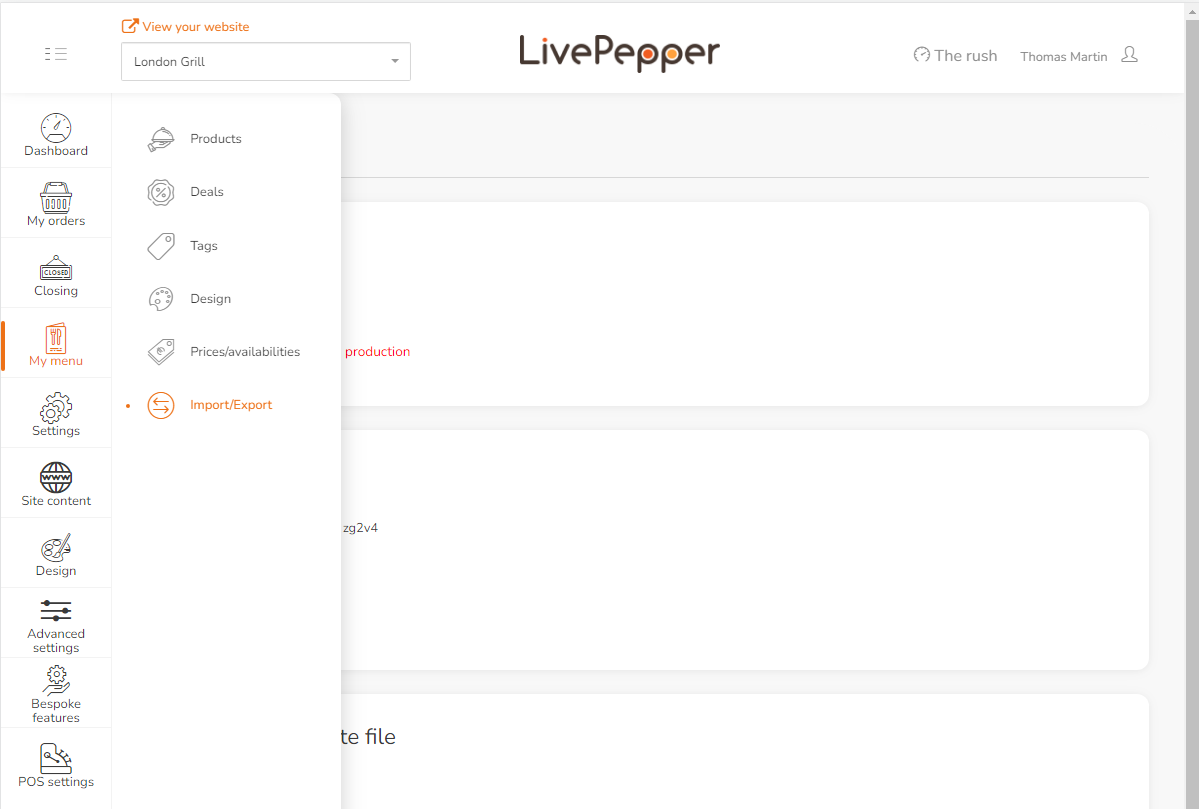 View your website
London Grill
LivePepper
The rush
Thomas Martin
Dashboard
My orders
CLOSED
Closing
My menu
Settings
WWW
Site content
Design
Advanced
settings
Bespoke
features
POS settings
Products
Deals
Tags
Design
Prices/availabilities
Import/Export
production
zg2v4
te file